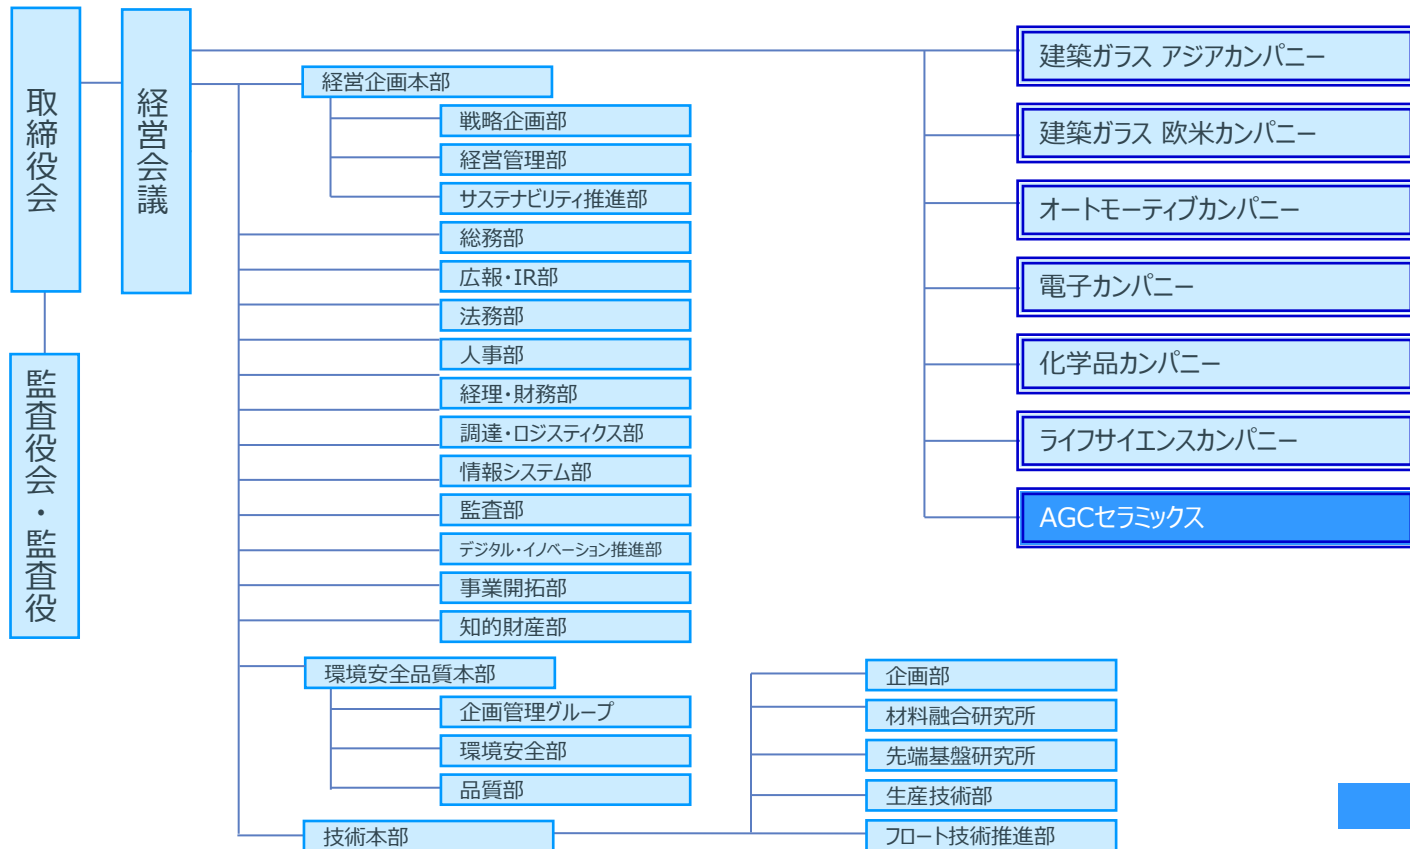 取締役会
経営会議
監査役会・監査役
経営企画本部
戦略企画部
経営管理部
サステナビリティ推進部
総務部
広報・IR部
法務部
人事部
経理・財務部
調達・ロジスティクス部
情報システム部
監査部
デジタル・イノベーション推進部
事業開拓部
知的財産部
環境安全品質本部
企画管理グループ
環境安全部
品質部
技術本部
企画部
材料融合研究所
先端基盤研究所
生産技術部
フロート技術推進部
建築ガラス アジアカンパニー
建築ガラス 欧米カンパニー
オートモーティブカンパニー
電子カンパニー
化学品カンパニー
ライフサイエンスカンパニー
AGCセラミックス